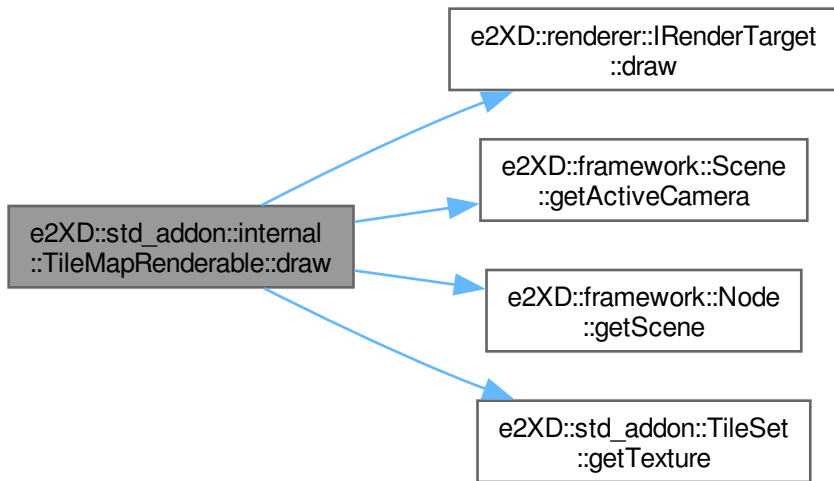 e2XD::renderer::IRenderTarget
::draw
e2XD::framework::Scene
::getActiveCamera
e2XD::std_addon::internal
::TileMapRenderable::draw
e2XD::framework::Node
::getScene
e2XD::std_addon::TileSet
::getTexture